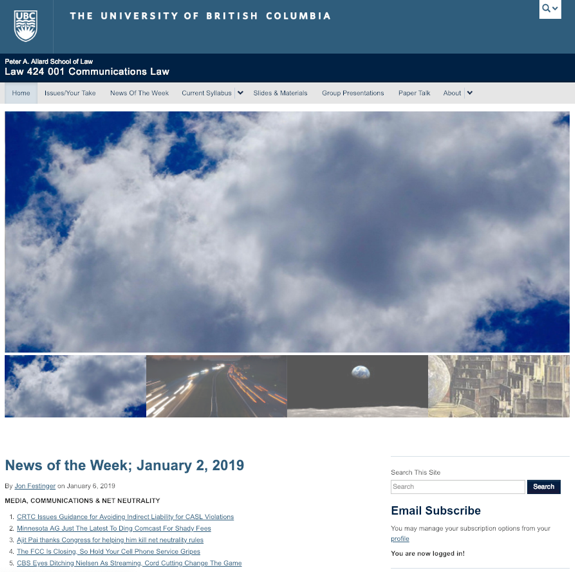 UBC
THE UNIVERSITY OF BRITISH COLUMBIA
Peter A. Allard School of Law
Law 424 001 Communications Law
Home Issues/Your Take News Of The Week Current Syllabus Slides & Materials Group Presentations Paper Talk About
News of the Week; January 2, 2019
By Jon Festinger on January 6, 2019
MEDIA, COMMUNICATIONS & NET NEUTRALITY
1. CRTC Issues Guidance for Avoiding Indirect Liability for CASL Violations
2. Minnesota AG Just The Latest To Ding Comcast For Shady Fees
3. Ajit Pai thanks Congress for helping him kill net neutrality rules
4. The FCC Is Closing, So Hold Your Cell Phone Service Gripes
5. CBS Eyes Ditching Nielsen As Streaming, Cord Cutting Change The Game
Search This Site
Search Search
Email Subscribe
You may manage your subscription options from your
profile
You are now logged in!